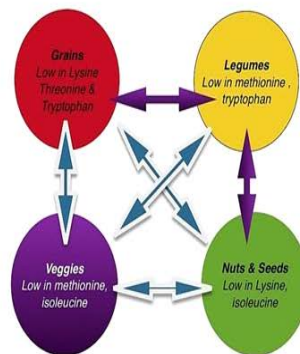 Grains
Low in Lysine
Threonine &
Tryptophan
Legumes
Low in methionine ,
tryptophan
Veggies
Low in methionine,
isoleucine
Nuts & Seeds
Low in Lysine,
isoleucine